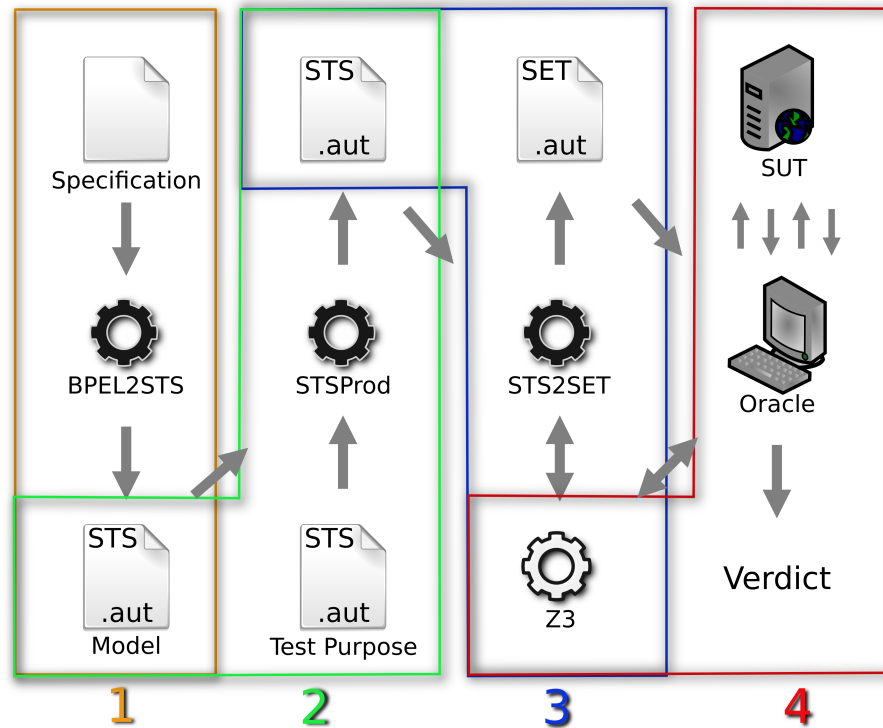 STS
.aut
SET
.aut
Specification
SUT
BPEL2STS
STSProd
STS2SET
Oracle
STS
.aut
Model
STS
.aut
Test Purpose
Z3
Verdict
1
2
3
4